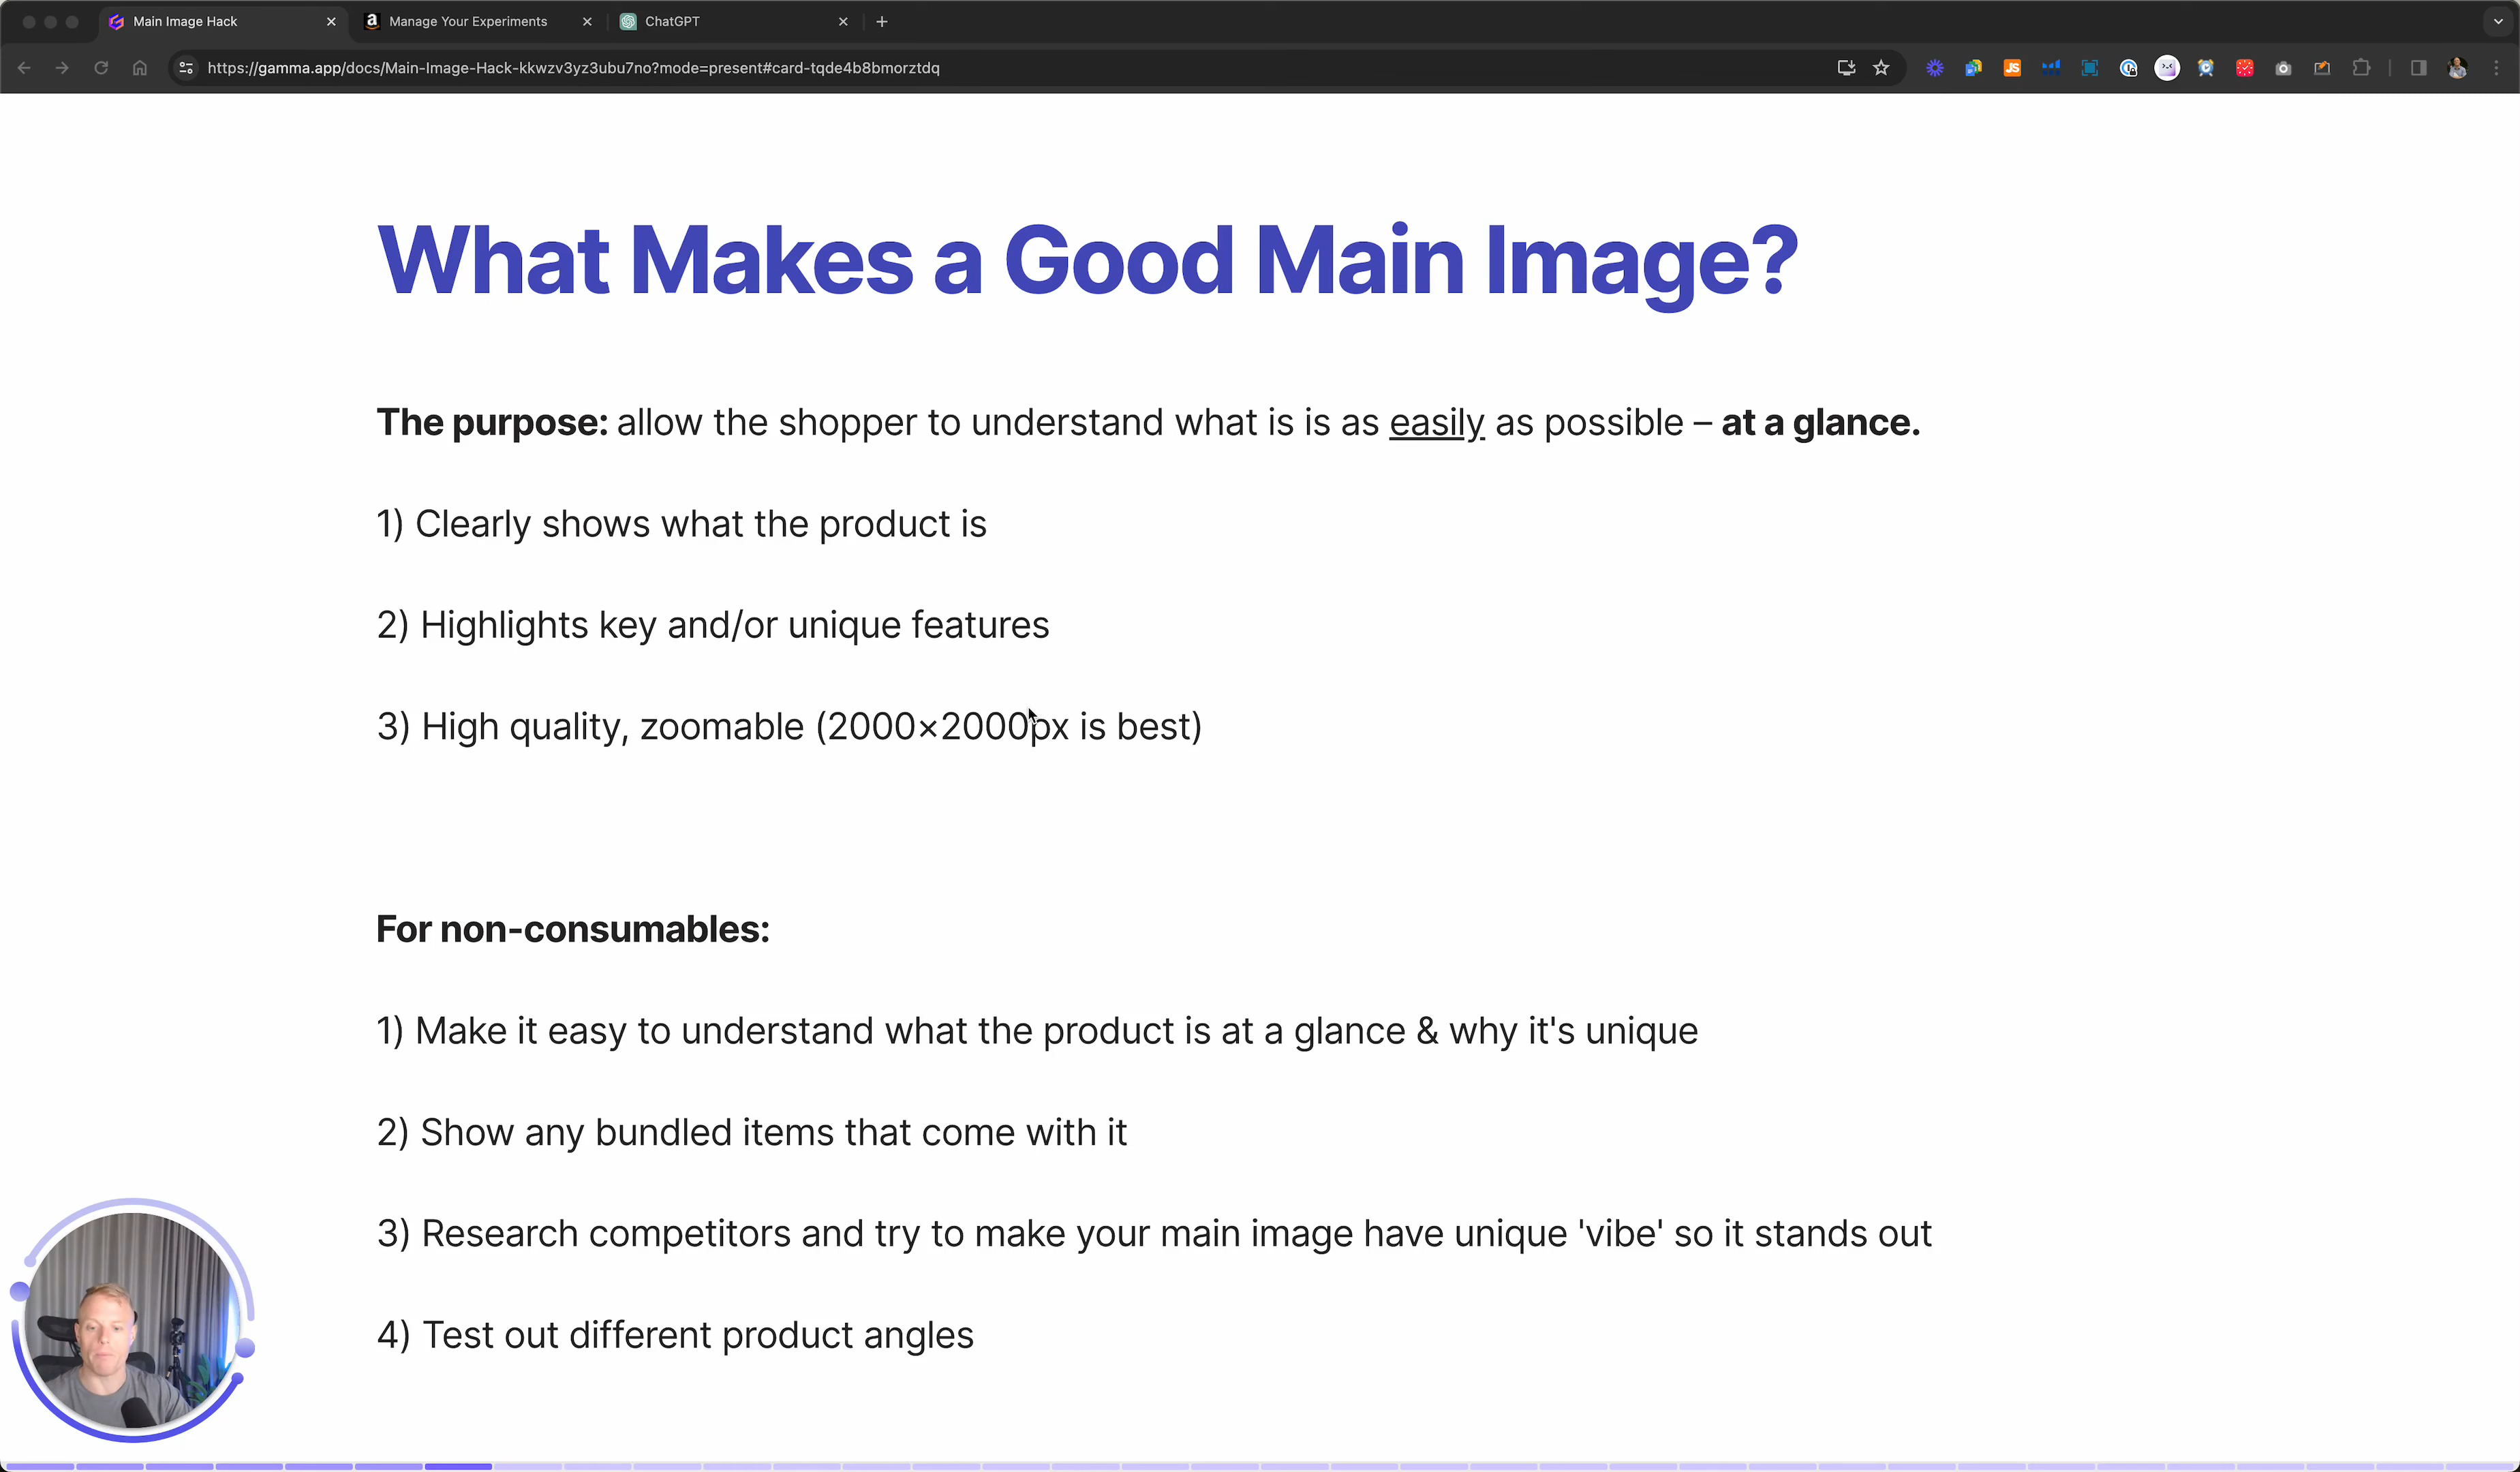 Main Image Hack
Manage Your Experiments
ChatGPT
https://gamma.app/docs/Main-Image-Hack-kkwzv3yz3ubu7no?mode=present#card-tqde4b8bmorztdq
JS
What Makes a Good Main Image?
The purpose: allow the shopper to understand what is is as easily as possible – at a glance.
1) Clearly shows what the product is
2) Highlights key and/or unique features
3) High quality, zoomable (2000×2000px is best)
For non-consumables:
1) Make it easy to understand what the product is at a glance & why it's unique
2) Show any bundled items that come with it
3) Research competitors and try to make your main image have unique 'vibe' so it stands out
4) Test out different product angles